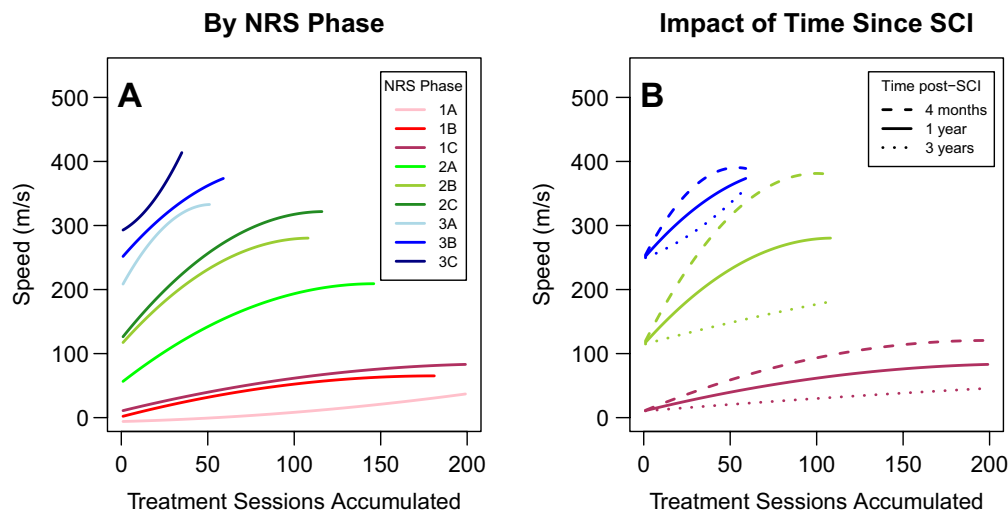 By NRS Phase
A
NRS Phase
1A
1B
1C
2A
2B
2C
3A
3B
3C
500
400
300
200
100
0
Speed (m/s)
0 50 100 150 200
Treatment Sessions Accumulated
Impact of Time Since SCI
B
Time post−SCI
4 months
1 year
3 years
500
400
300
200
100
0
Speed (m/s)
0 50 100 150 200
Treatment Sessions Accumulated